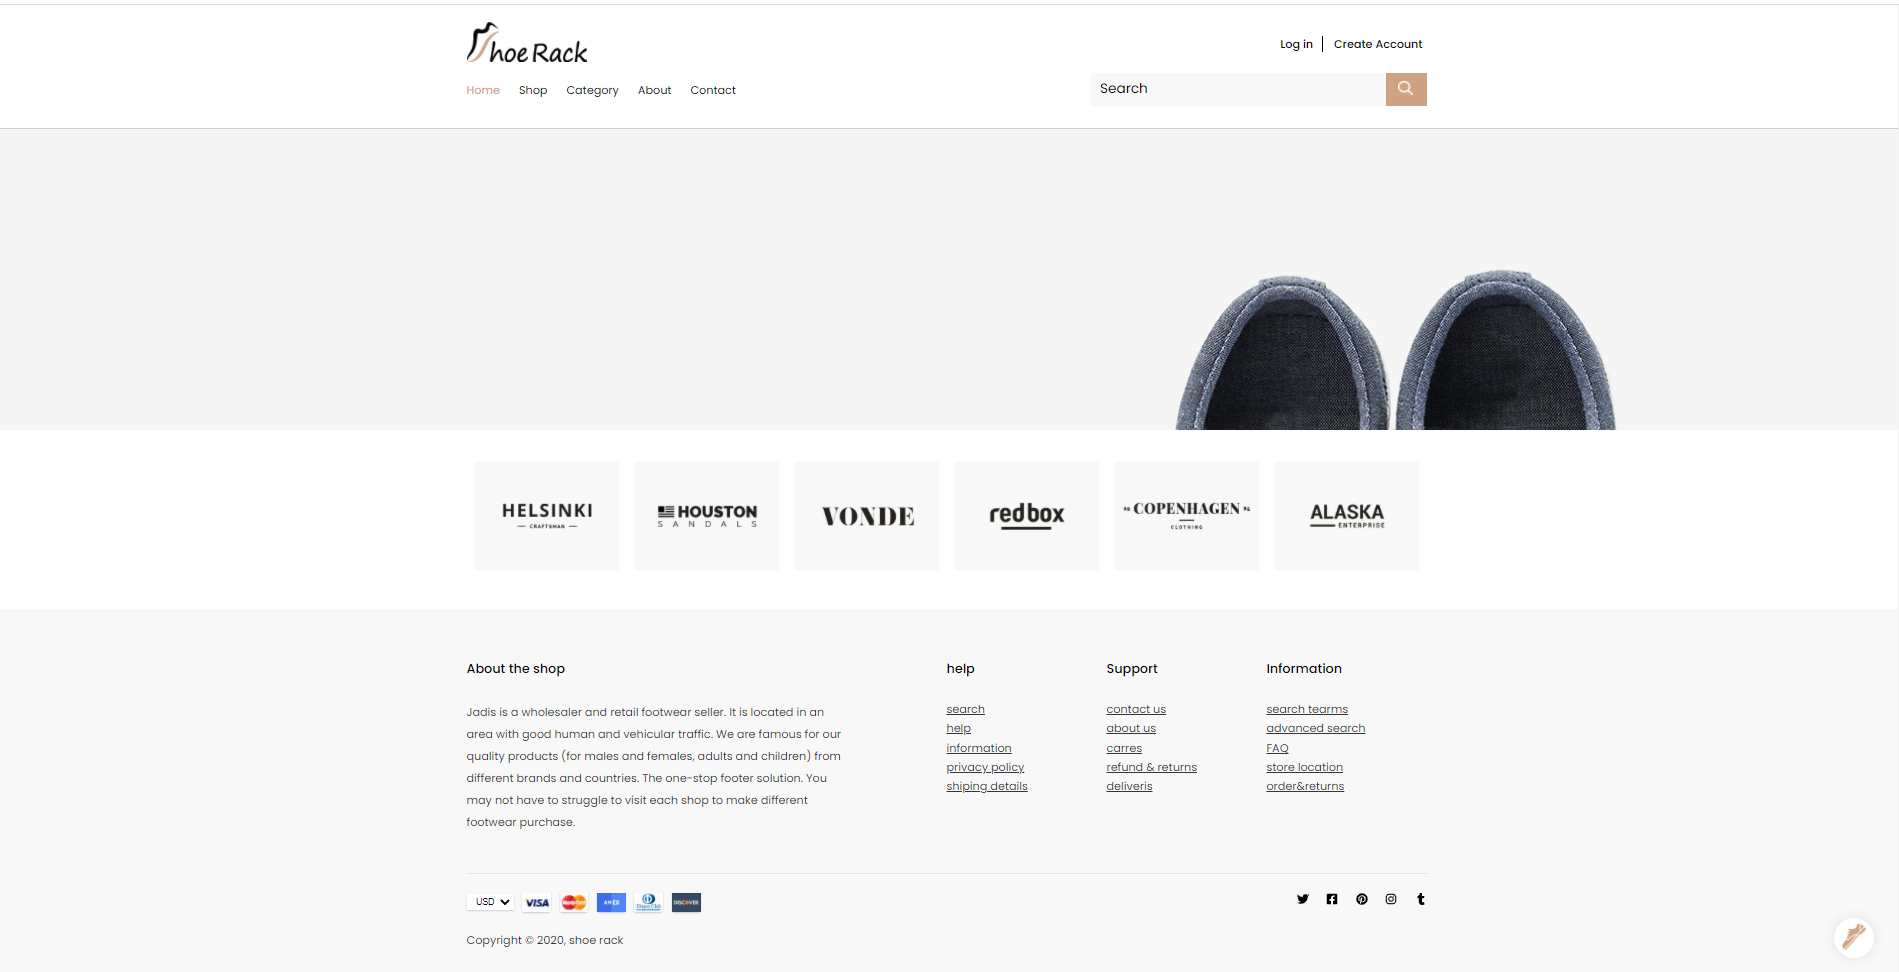 Shoe Rack
Log in
Create Account
Home Shop Category About Contact
Search
HELSINKI
CRAFTSMAN
HOUSTON
SANDALS
VONDE
redbox
COPENHAGEN
CLOTHING
ALASKA
ENTERPRISE
About the shop
Jadis is a wholesaler and retail footwear seller. It is located in an
area with good human and vehicular traffic. We are famous for our
quality products (for males and females, adults and children) from
different brands and countries. The one-stop footer solution. You
may not have to struggle to visit each shop to make different
footwear purchase.
help
search
help
information
privacy policy
shiping details
Support
contact us
about us
carres
refund & returns
deliveris
Information
search tearms
advanced search
FAQ
store location
order&returns
USD
VISA
AMEX
Diners Club
DISCOVER
Copyright © 2020, shoe rack